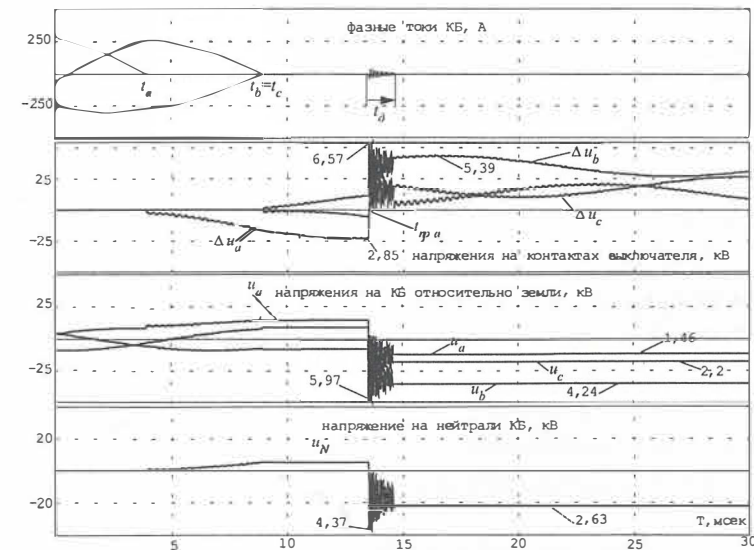 фазные токи КБ, А
250
-250
t_a
t_b=t_c
t_д
6,57
25
-25
5,39
Δu_b
Δu_c
Δu_a
t_пр а
2,85
напряжения на контактах выключателя, кВ
u_a
напряжения на КБ относительно земли, кВ
25
-25
5,97
u_a
1,46
u_c
2,2
u_b
4,24
напряжение на нейтрали КБ, кВ
20
-20
u_N
4,37
2,63
Т, мсек
5
10
15
20
25
30